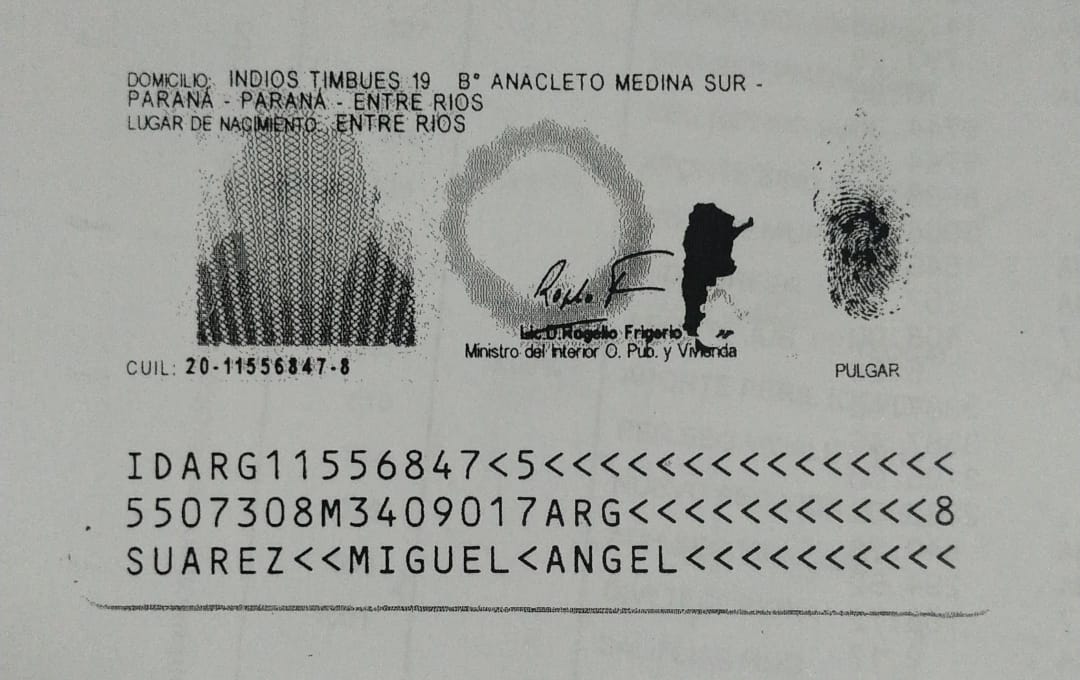 DOMICILIO: INDIOS TIMBUES 19 B° ANACLETO MEDINA SUR -
PARANÁ - PARANÁ - ENTRE RIOS
LUGAR DE NACIMIENTO: ENTRE RIOS
Lic.D.Rogelio Frigerio
Ministro del Interior O. Pub. y Vivienda
CUIL: 20-11556847-8
PULGAR
IDARG11556847<5<<<<<<<<<<<<<<<
5507308M3409017ARG<<<<<<<<<<<8
SUAREZ<<MIGUEL<ANGEL<<<<<<<<<<